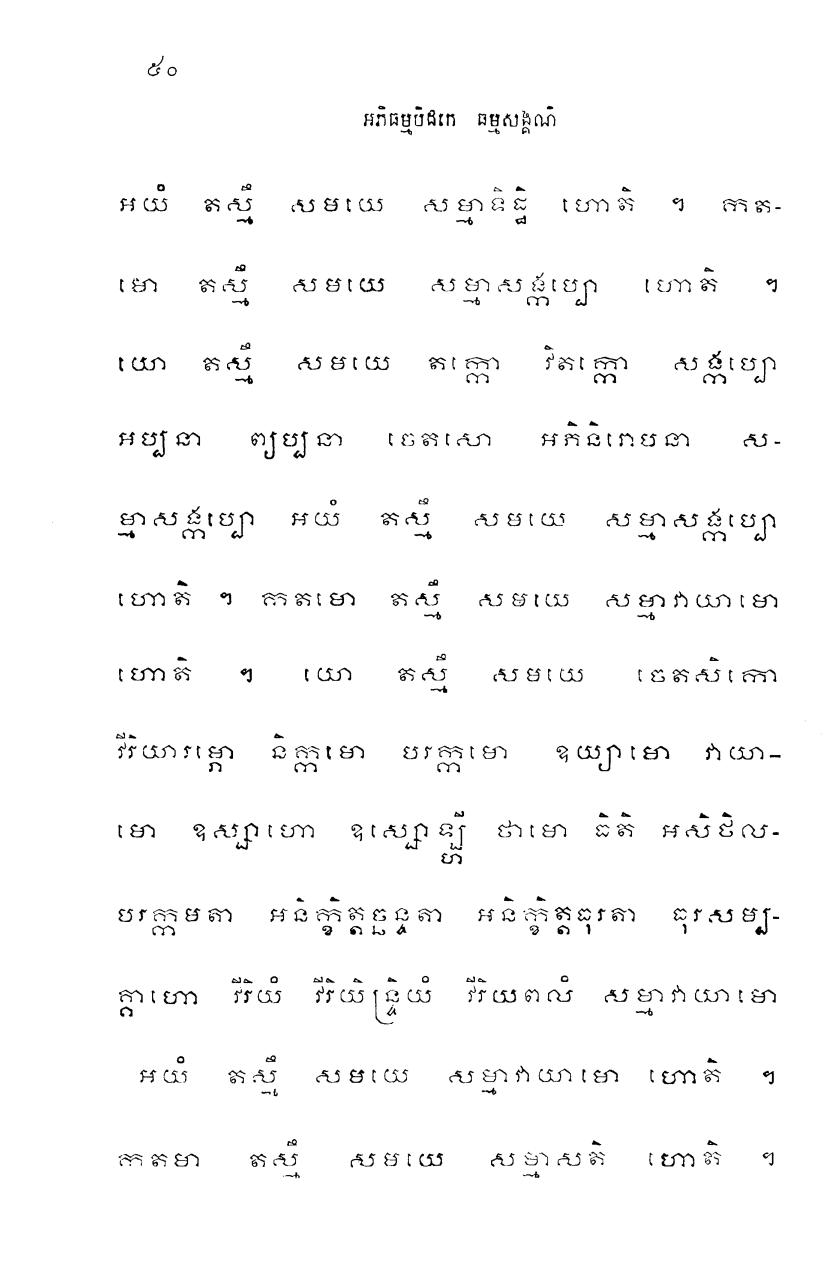 ៥០
អភិធម្មបិដកេ ធម្មសង្គណិ
អយំ តស្មឹ សមយេ សម្មាទិដ្ឋិ ហោតិ ។ កត-
មោ តស្មឹ សមយេ សម្មាសង្កប្បោ ហោតិ ។
យោ តស្មឹ សមយេ តក្កោ វិតក្កោ សង្កប្បោ
អប្បនា ព្យប្បនា ចេតសោ អភិនិរោបនា ស-
ម្មាសង្កប្បោ អយំ តស្មឹ សមយេ សម្មាសង្កប្បោ
ហោតិ ។ កតមោ តស្មឹ សមយេ សម្មាវាយាមោ
ហោតិ ។ យោ តស្មឹ សមយេ ចេតសិកោ
វីរិយារម្ភោ និក្កមោ បរក្កមោ ឧយ្យាមោ វាយា-
មោ ឧស្សាហោ ឧស្សោឡ្ហី ថាមោ ធិតិ អសិថិល-
បរក្កមតា អនិក្ខិត្តច្ឆន្ទតា អនិក្ខិត្តធុរតា ធុរសម្ប-
គ្គាហោ វីរិយំ វីរិយិន្ទ្រិយំ វីរិយពលំ សម្មាវាយាមោ
អយំ តស្មឹ សមយេ សម្មាវាយាមោ ហោតិ ។
កតមា តស្មឹ សមយេ សម្មាសតិ ហោតិ ។